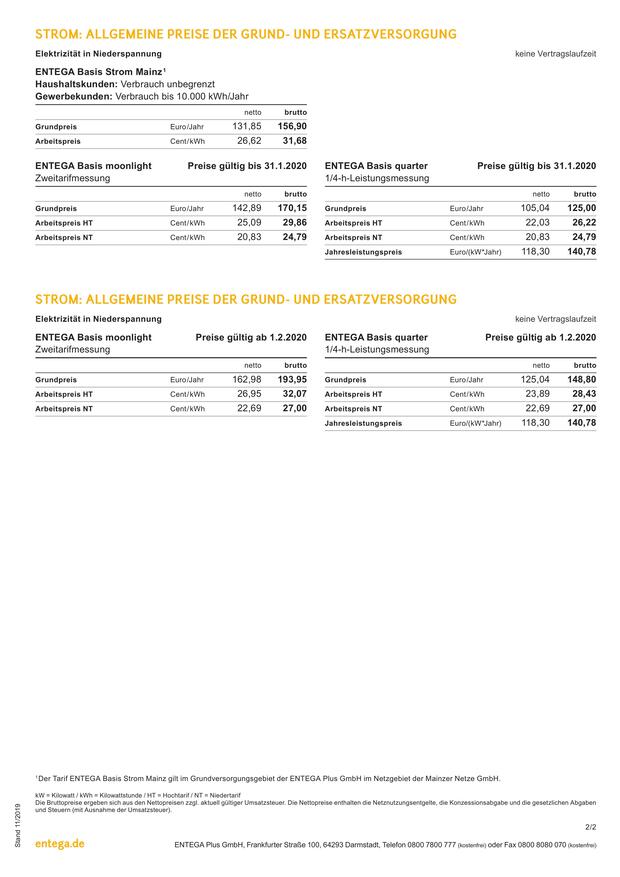 STROM: ALLGEMEINE PREISE DER GRUND- UND ERSATZVERSORGUNG
Elektrizität in Niederspannung keine Vertragslaufzeit
ENTEGA Basis Strom Mainz¹
Haushaltskunden: Verbrauch unbegrenzt
Gewerbekunden: Verbrauch bis 10.000 kWh/Jahr
netto brutto
Grundpreis Euro/Jahr 131,85 156,90
Arbeitspreis Cent/kWh 26,62 31,68
ENTEGA Basis moonlight Preise gültig bis 31.1.2020
Zweitarifmessung
netto brutto
Grundpreis Euro/Jahr 142,89 170,15
Arbeitspreis HT Cent/kWh 25,09 29,86
Arbeitspreis NT Cent/kWh 20,83 24,79
ENTEGA Basis quarter Preise gültig bis 31.1.2020
1/4-h-Leistungsmessung
netto brutto
Grundpreis Euro/Jahr 105,04 125,00
Arbeitspreis HT Cent/kWh 22,03 26,22
Arbeitspreis NT Cent/kWh 20,83 24,79
Jahresleistungspreis Euro/(kW*Jahr) 118,30 140,78
STROM: ALLGEMEINE PREISE DER GRUND- UND ERSATZVERSORGUNG
Elektrizität in Niederspannung keine Vertragslaufzeit
ENTEGA Basis moonlight Preise gültig ab 1.2.2020
Zweitarifmessung
netto brutto
Grundpreis Euro/Jahr 162,98 193,95
Arbeitspreis HT Cent/kWh 26,95 32,07
Arbeitspreis NT Cent/kWh 22,69 27,00
ENTEGA Basis quarter Preise gültig ab 1.2.2020
1/4-h-Leistungsmessung
netto brutto
Grundpreis Euro/Jahr 125,04 148,80
Arbeitspreis HT Cent/kWh 23,89 28,43
Arbeitspreis NT Cent/kWh 22,69 27,00
Jahresleistungspreis Euro/(kW*Jahr) 118,30 140,78
¹Der Tarif ENTEGA Basis Strom Mainz gilt im Grundversorgungsgebiet der ENTEGA Plus GmbH im Netzgebiet der Mainzer Netze GmbH.
kW = Kilowatt / kWh = Kilowattstunde / HT = Hochtarif / NT = Niedertarif
Die Bruttopreise ergeben sich aus den Nettopreisen zzgl. aktuell gültiger Umsatzsteuer. Die Nettopreise enthalten die Netznutzungsentgelte, die Konzessionsabgabe und die gesetzlichen Abgaben
und Steuern (mit Ausnahme der Umsatzsteuer).
Stand 11/2019
2/2
entega.de ENTEGA Plus GmbH, Frankfurter Straße 100, 64293 Darmstadt, Telefon 0800 7800 777 (kostenfrei) oder Fax 0800 8080 070 (kostenfrei)